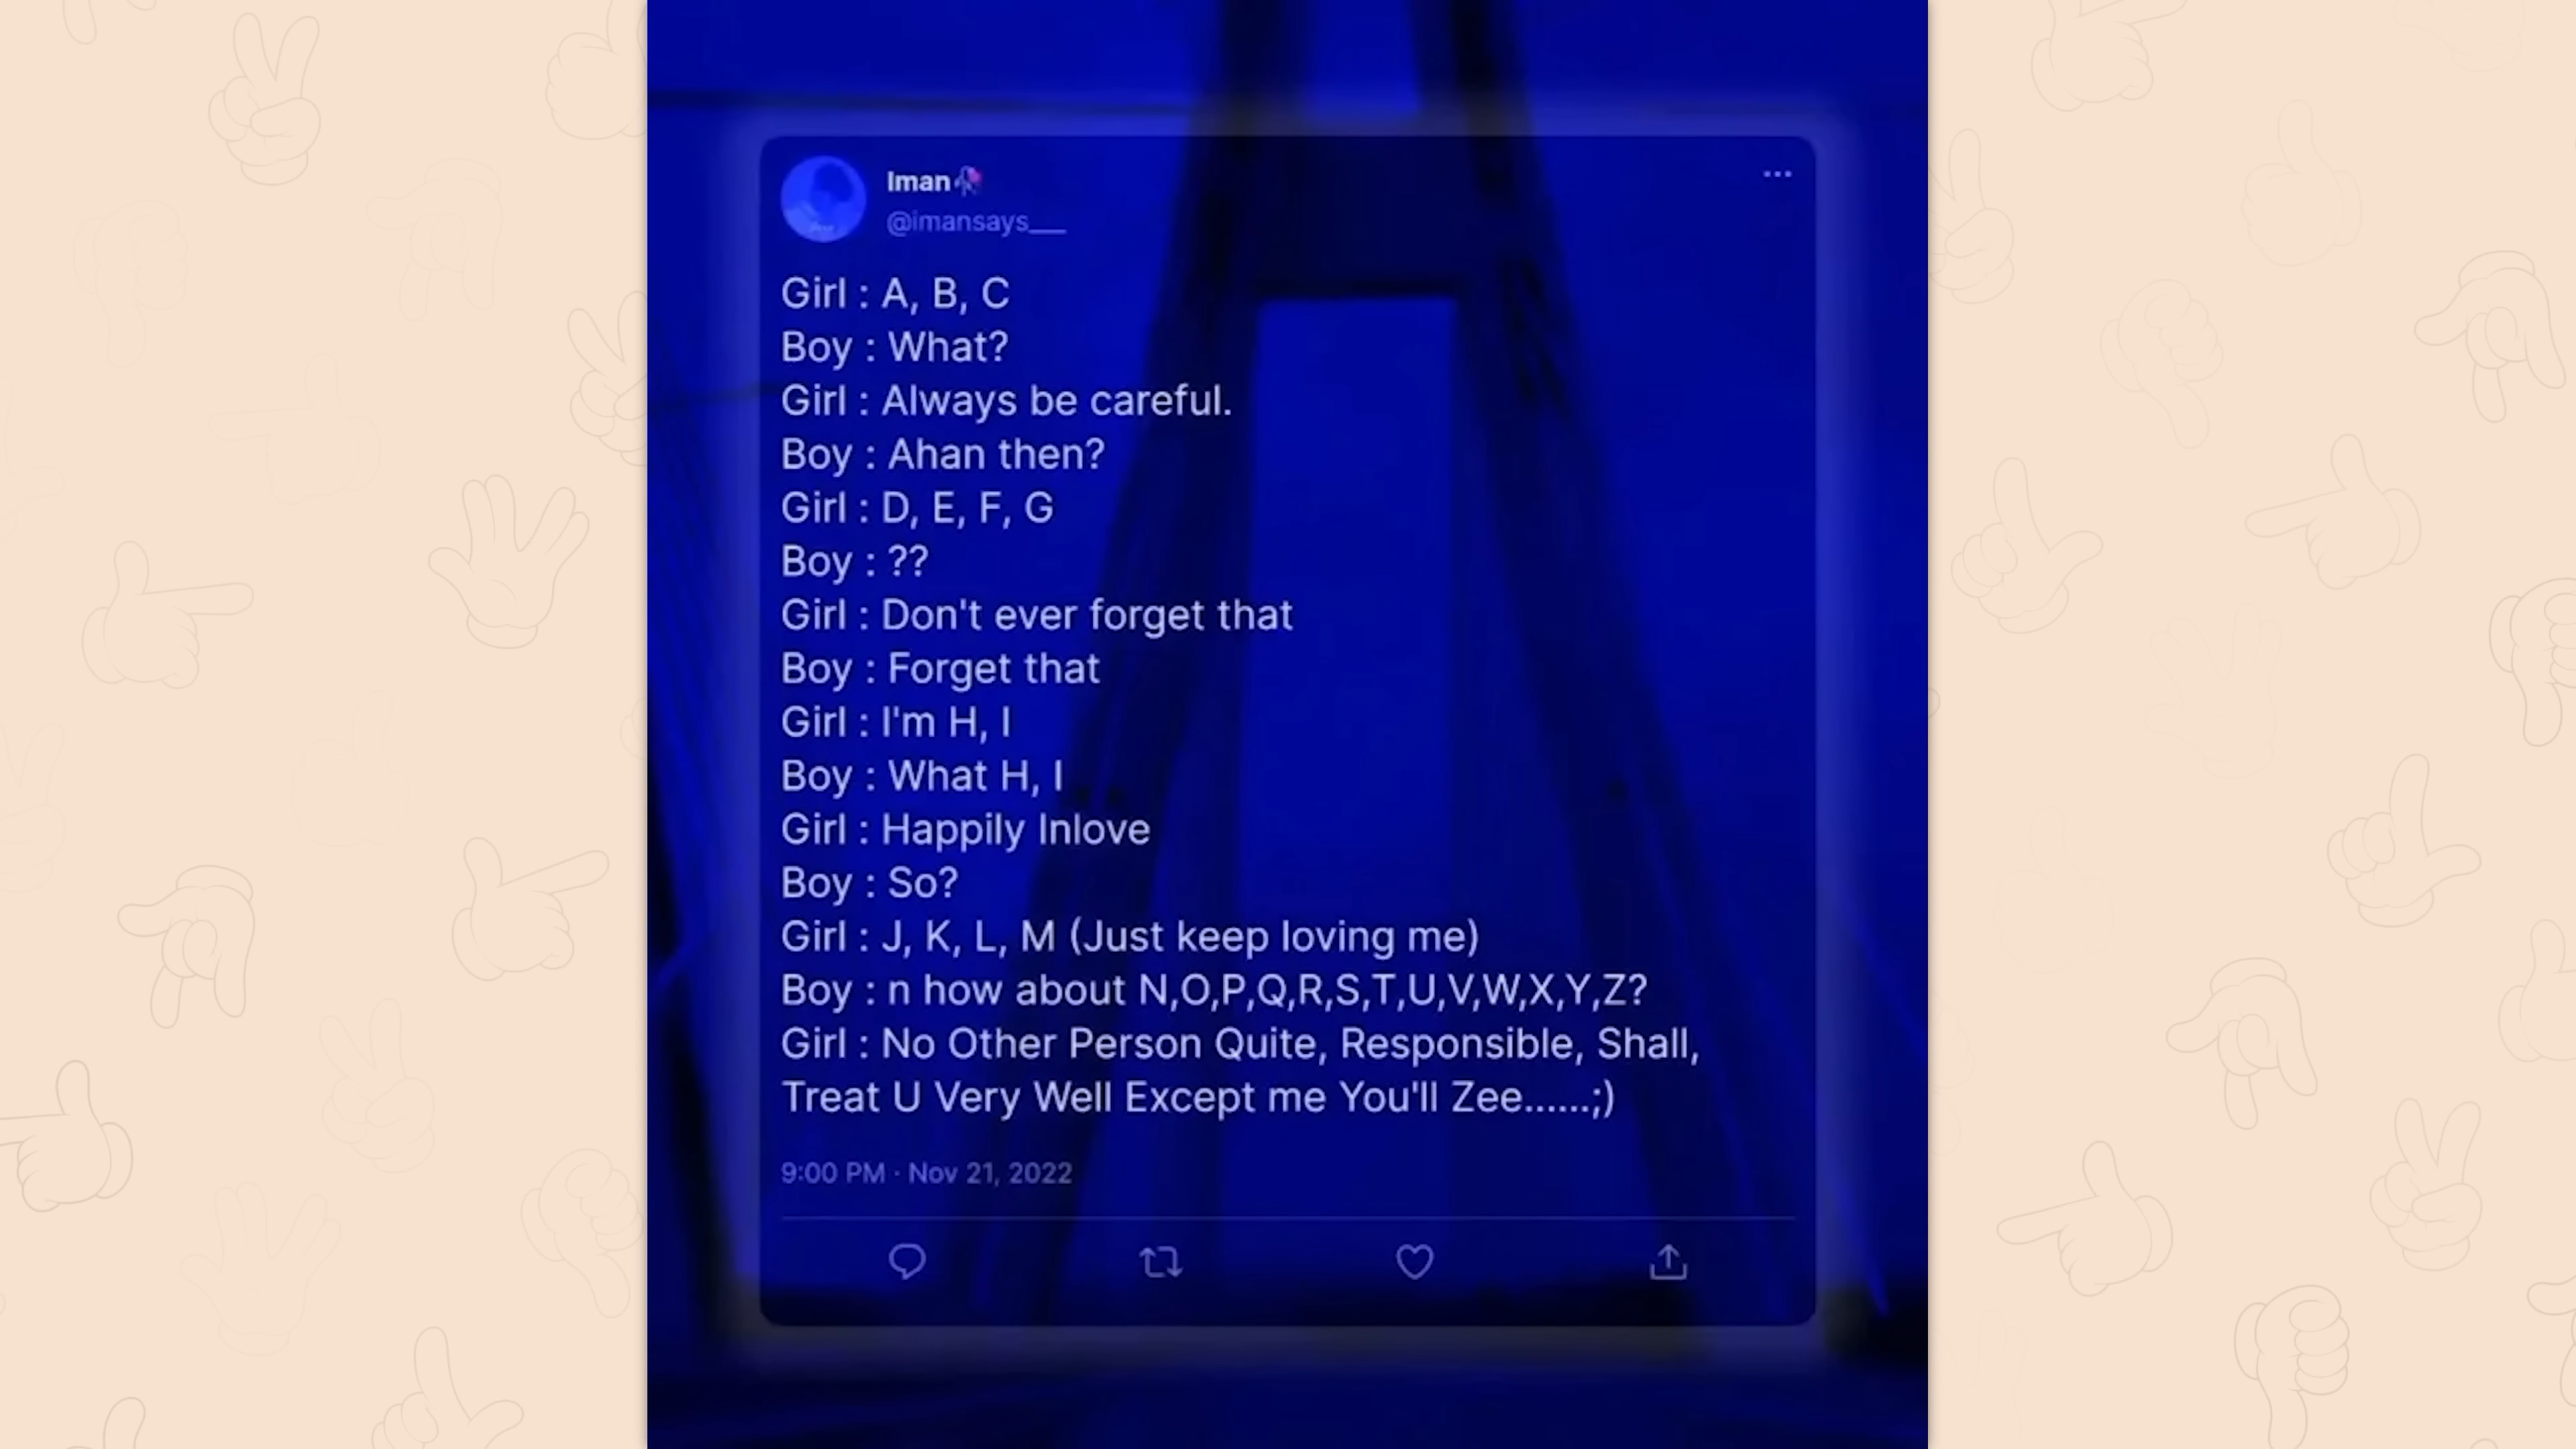 Iman🥀
@imansays___
Girl : A, B, C
Boy : What?
Girl : Always be careful.
Boy : Ahan then?
Girl : D, E, F, G
Boy : ??
Girl : Don't ever forget that
Boy : Forget that
Girl : I'm H, I
Boy : What H, I
Girl : Happily Inlove
Boy : So?
Girl : J, K, L, M (Just keep loving me)
Boy : n how about N,O,P,Q,R,S,T,U,V,W,X,Y,Z?
Girl : No Other Person Quite, Responsible, Shall,
Treat U Very Well Except me You'll Zee......;)
9:00 PM · Nov 21, 2022